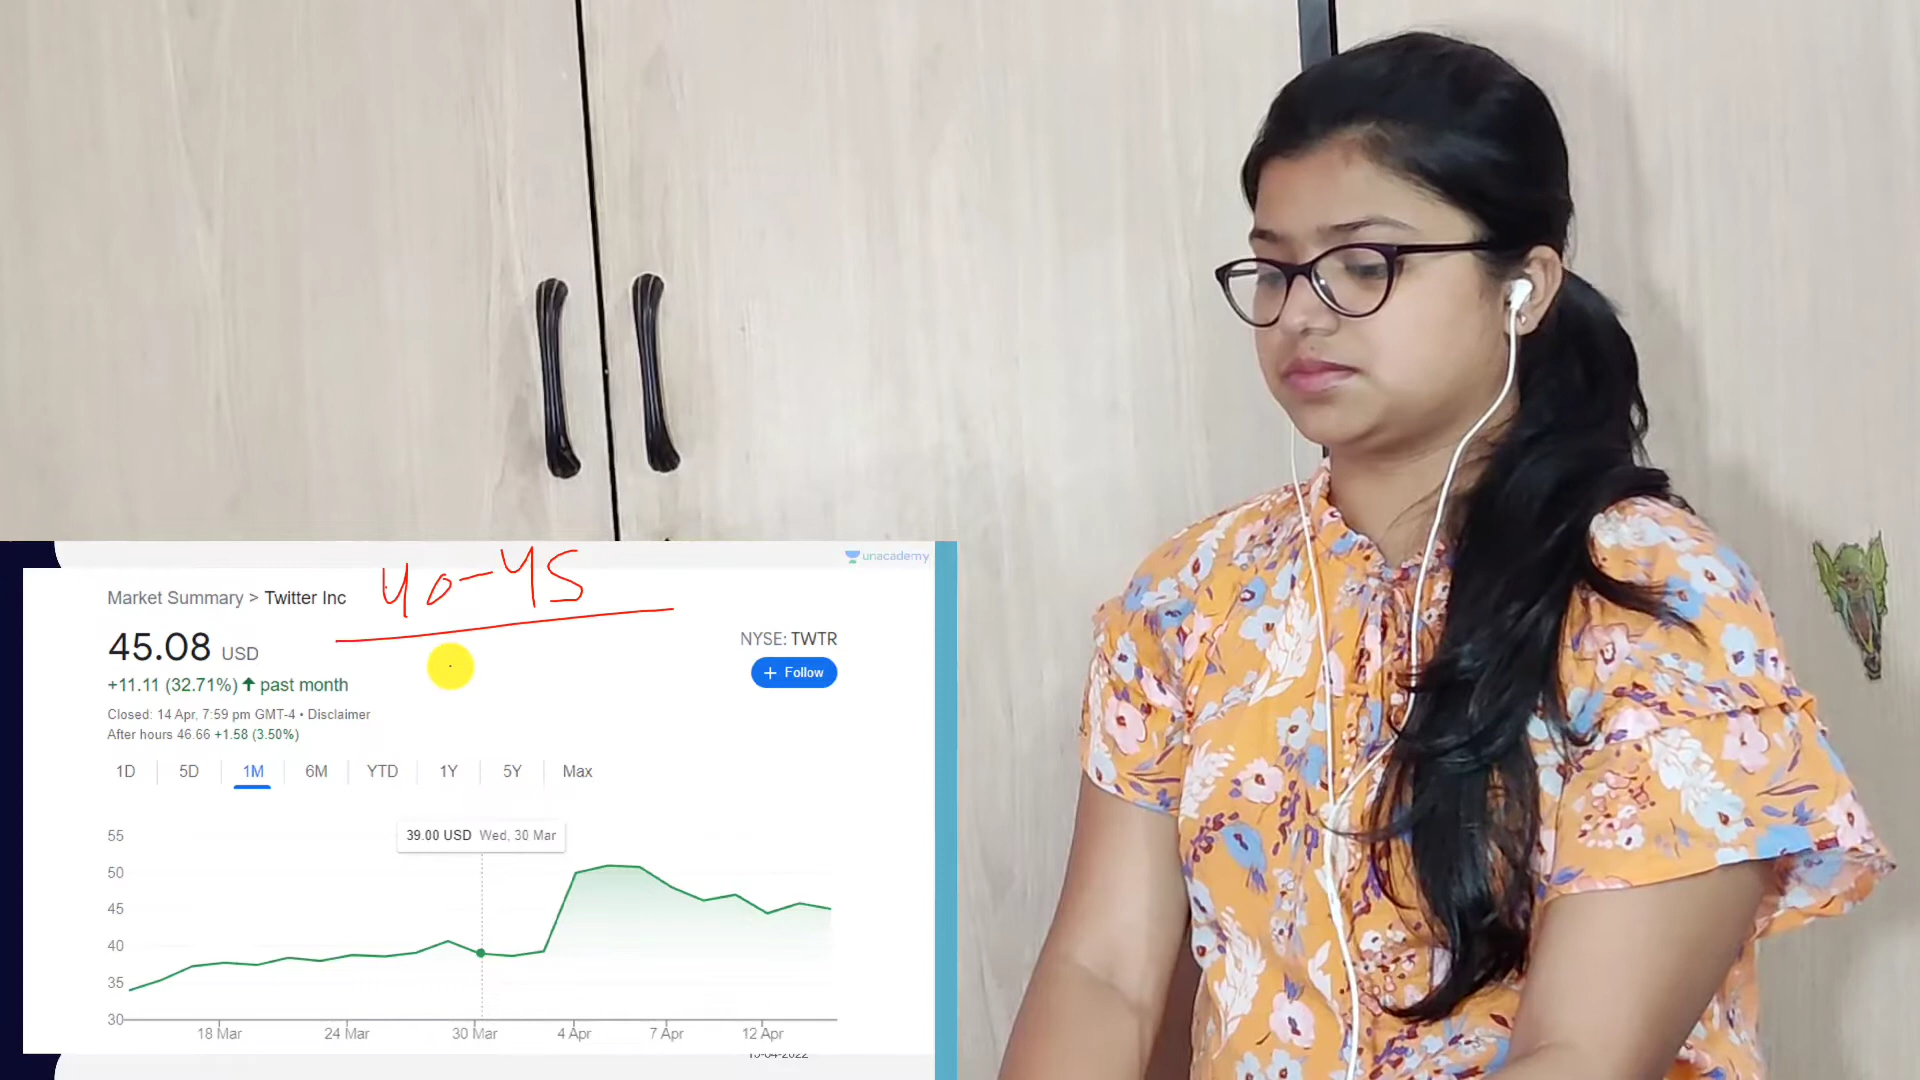 unacademy
40-45
Market Summary > Twitter Inc
45.08 USD
NYSE: TWTR
+ Follow
+11.11 (32.71%) ↑ past month
Closed: 14 Apr, 7:59 pm GMT-4 • Disclaimer
After hours 46.66 +1.58 (3.50%)
1D 5D 1M 6M YTD 1Y 5Y Max
39.00 USD Wed, 30 Mar
55
50
45
40
35
30
18 Mar 24 Mar 30 Mar 4 Apr 7 Apr 12 Apr
15-04-2022